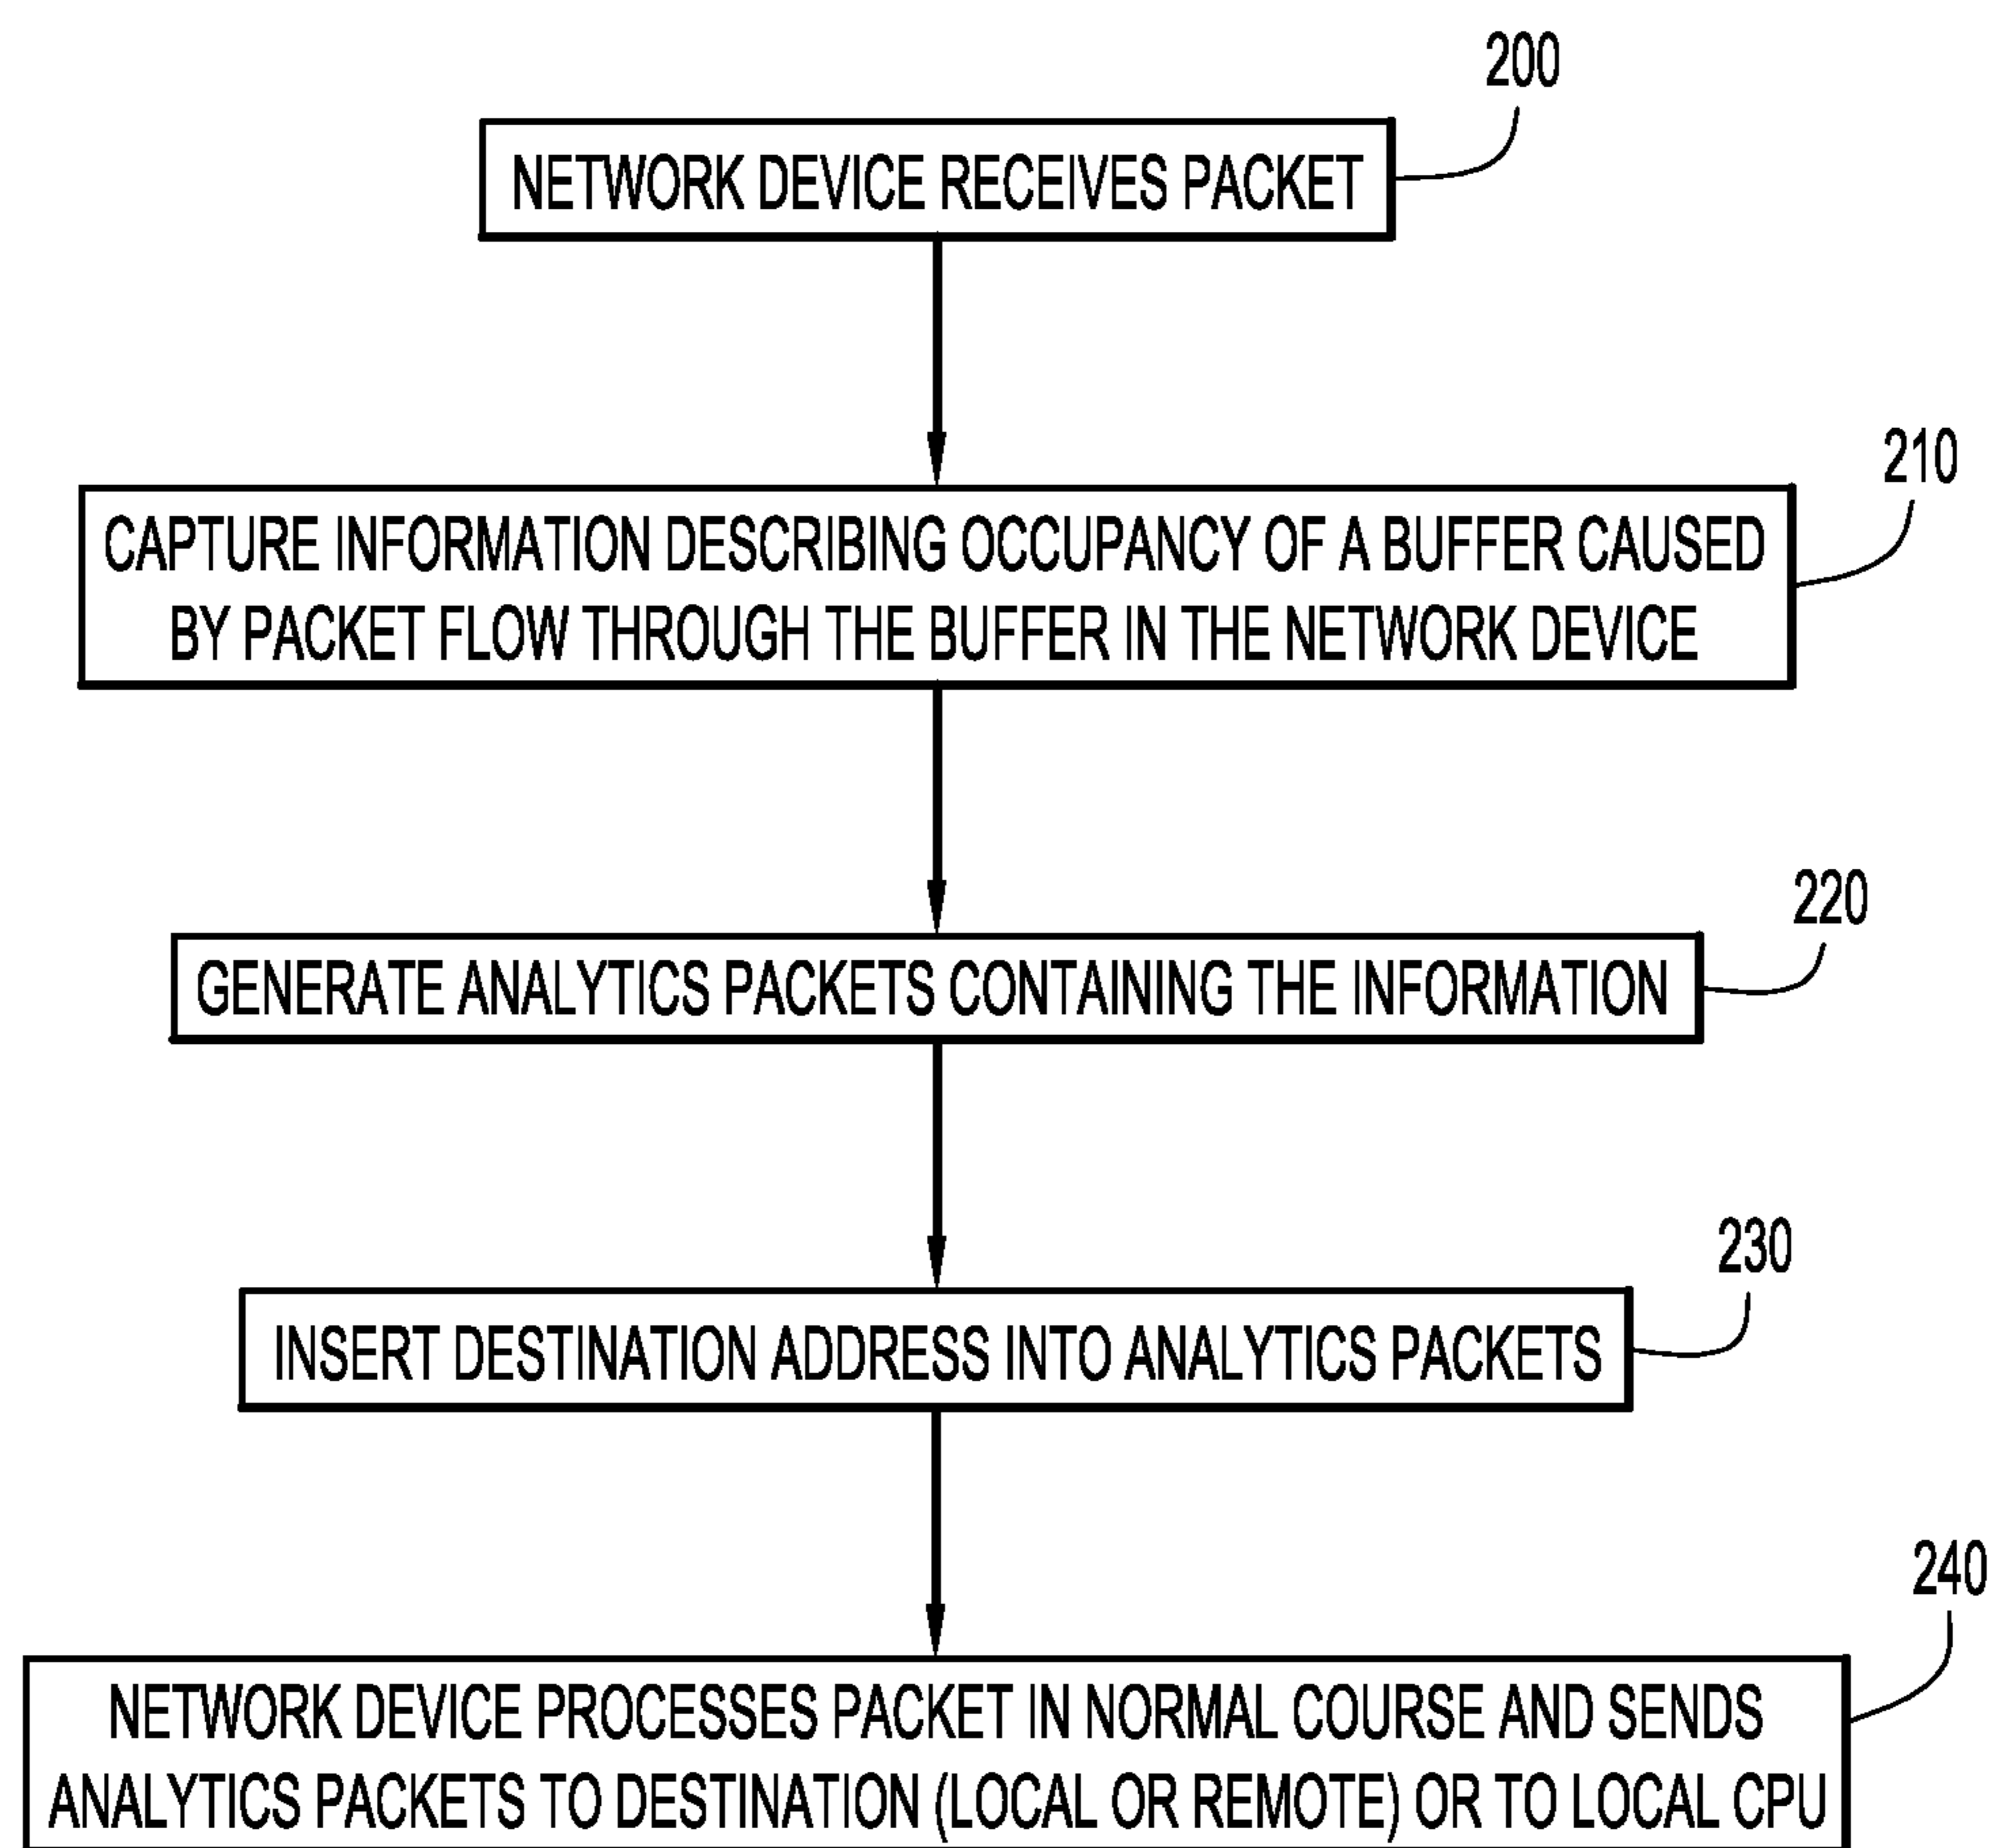 200
NETWORK DEVICE RECEIVES PACKET
210
CAPTURE INFORMATION DESCRIBING OCCUPANCY OF A BUFFER CAUSED
BY PACKET FLOW THROUGH THE BUFFER IN THE NETWORK DEVICE
220
GENERATE ANALYTICS PACKETS CONTAINING THE INFORMATION
230
INSERT DESTINATION ADDRESS INTO ANALYTICS PACKETS
240
NETWORK DEVICE PROCESSES PACKET IN NORMAL COURSE AND SENDS
ANALYTICS PACKETS TO DESTINATION (LOCAL OR REMOTE) OR TO LOCAL CPU